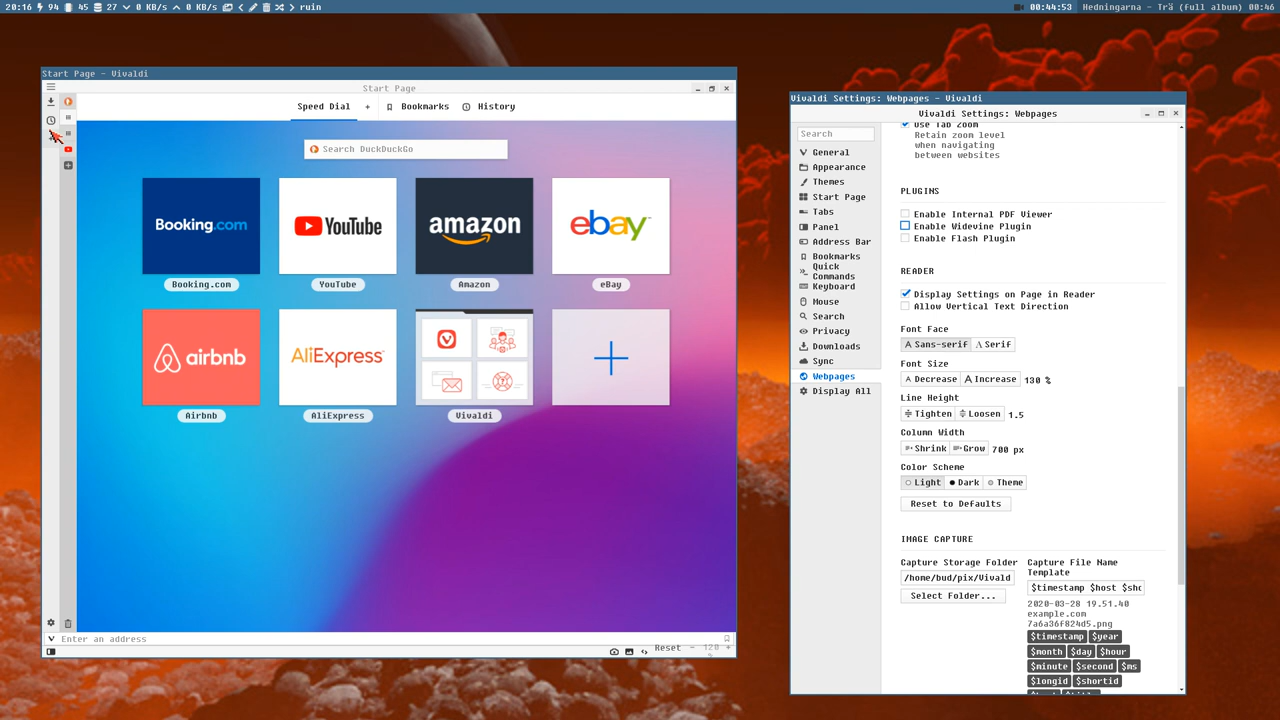 20:16 94 45 27 0 KB/s 0 KB/s ruin
00:44:53 Hedningarna – Trä (full album) 00:46
Start Page - Vivaldi
Start Page
Speed Dial + Bookmarks History
Search DuckDuckGo
Booking.com YouTube amazon ebay
Booking.com YouTube Amazon eBay
airbnb AliExpress
Airbnb AliExpress Vivaldi
Enter an address
Reset - 120 % +
Vivaldi Settings: Webpages - Vivaldi
Vivaldi Settings: Webpages
Search
General
Appearance
Themes
Start Page
Tabs
Panel
Address Bar
Bookmarks
Quick
Commands
Keyboard
Mouse
Search
Privacy
Downloads
Sync
Webpages
Display All
Use Tab Zoom
Retain zoom level
when navigating
between websites
PLUGINS
Enable Internal PDF Viewer
Enable Widevine Plugin
Enable Flash Plugin
READER
Display Settings on Page in Reader
Allow Vertical Text Direction
Font Face
A Sans-serif A Serif
Font Size
A Decrease A Increase 130 %
Line Height
Tighten Loosen 1.5
Column Width
Shrink Grow 700 px
Color Scheme
Light Dark Theme
Reset to Defaults
IMAGE CAPTURE
Capture Storage Folder
/home/bud/pix/Vivald
Select Folder...
Capture File Name
Template
$timestamp $host $sho
2020-03-28 19.51.40
example.com
7a6a36f824d5.png
$timestamp $year
$month $day $hour
$minute $second $ms
$longid $shortid